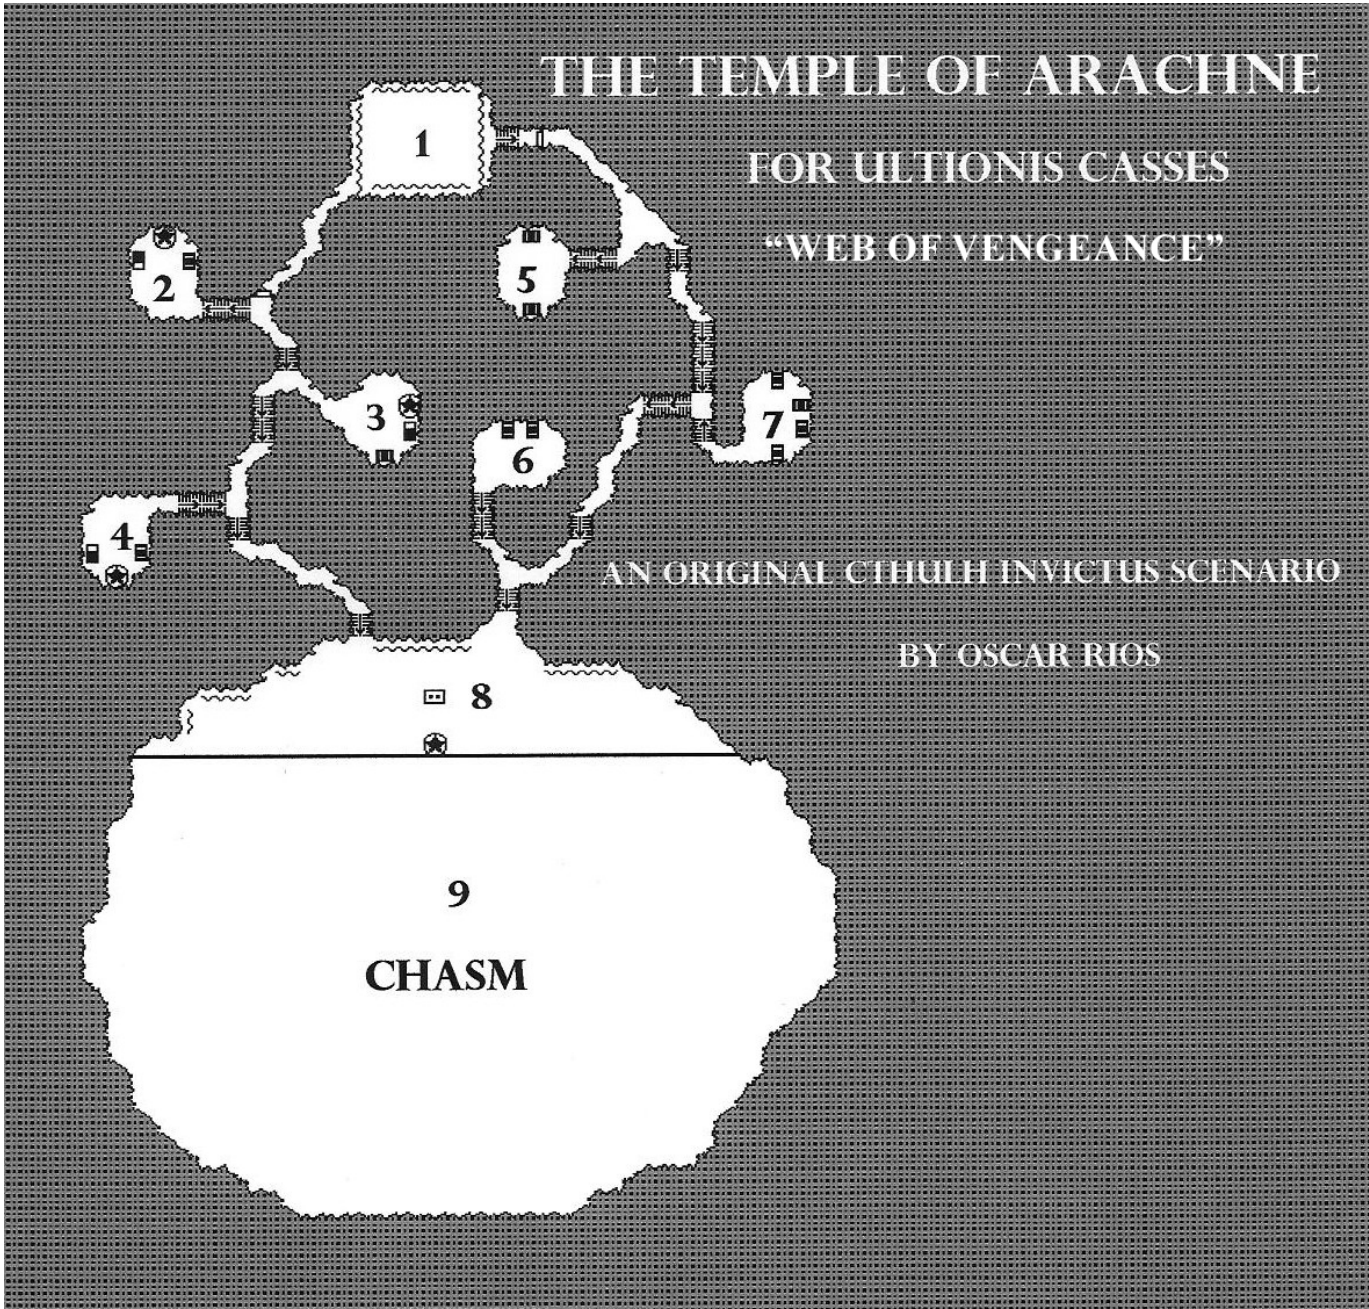 THE TEMPLE OF ARACHNE
1
FOR ULTIONIS CASSES
"WEB OF VENGEANCE"
2
5
3
7
6
4
AN ORIGINAL CTHULH INVICTUS SCENARIO
BY OSCAR RIOS
8
9
CHASM